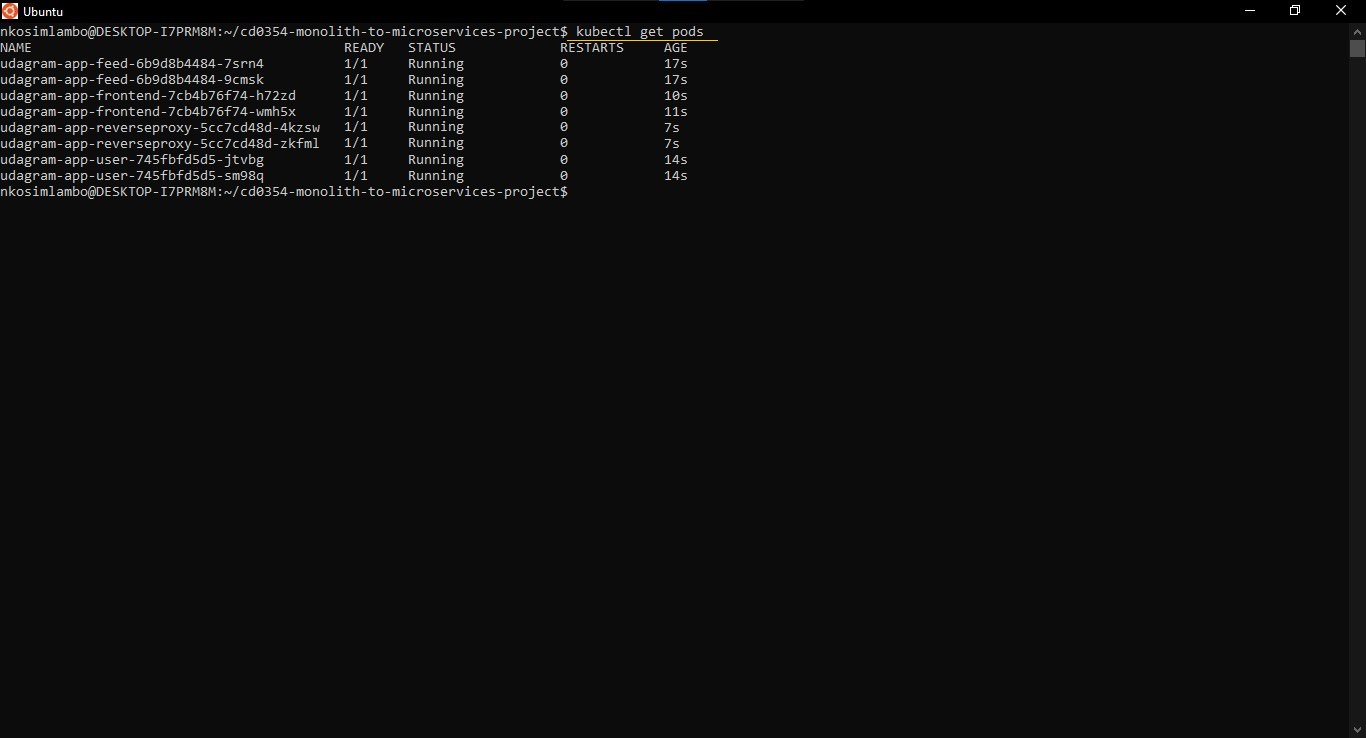 Ubuntu
nkosimlambo@DESKTOP-I7PRM8M:~/cd0354-monolith-to-microservices-project$ kubectl get pods
NAME READY STATUS RESTARTS AGE
udagram-app-feed-6b9d8b4484-7srn4 1/1 Running 0 17s
udagram-app-feed-6b9d8b4484-9cmsk 1/1 Running 0 17s
udagram-app-frontend-7cb4b76f74-h72zd 1/1 Running 0 10s
udagram-app-frontend-7cb4b76f74-wmh5x 1/1 Running 0 11s
udagram-app-reverseproxy-5cc7cd48d-4kzsw 1/1 Running 0 7s
udagram-app-reverseproxy-5cc7cd48d-zkfml 1/1 Running 0 7s
udagram-app-user-745fbfd5d5-jtvbg 1/1 Running 0 14s
udagram-app-user-745fbfd5d5-sm98q 1/1 Running 0 14s
nkosimlambo@DESKTOP-I7PRM8M:~/cd0354-monolith-to-microservices-project$